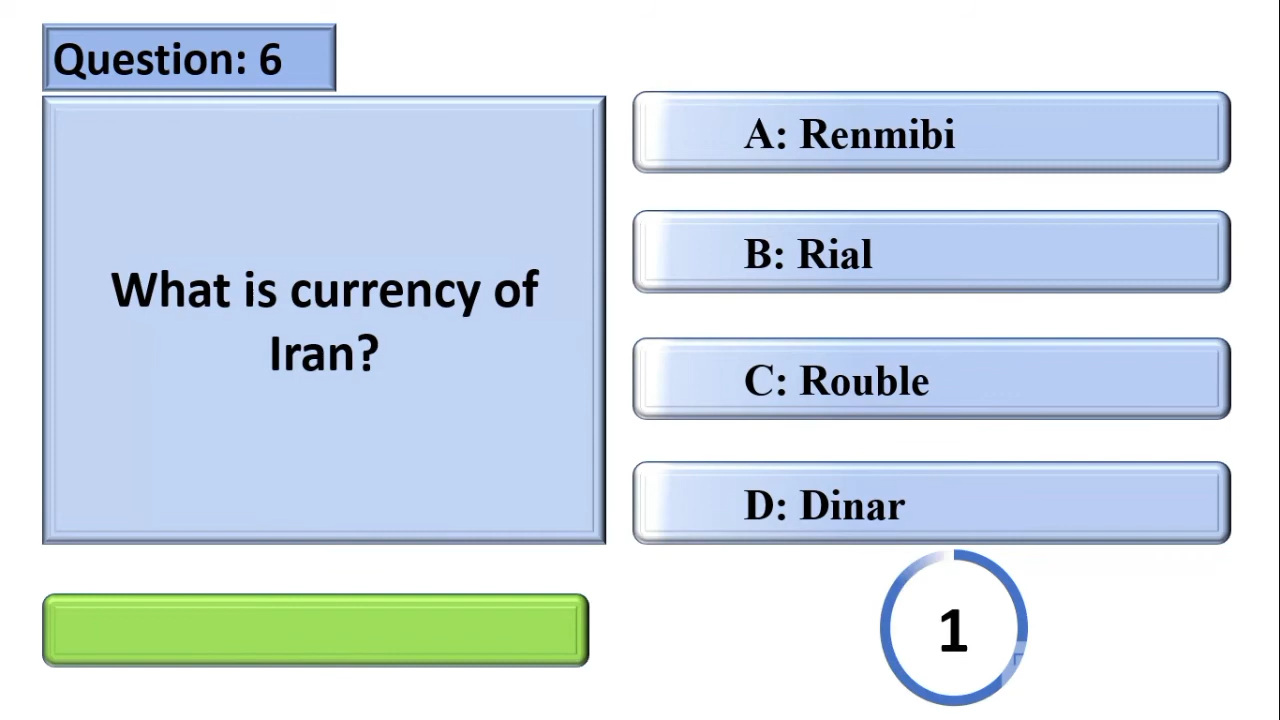 Question: 6
What is currency of
Iran?
A: Renmibi
B: Rial
C: Rouble
D: Dinar
1